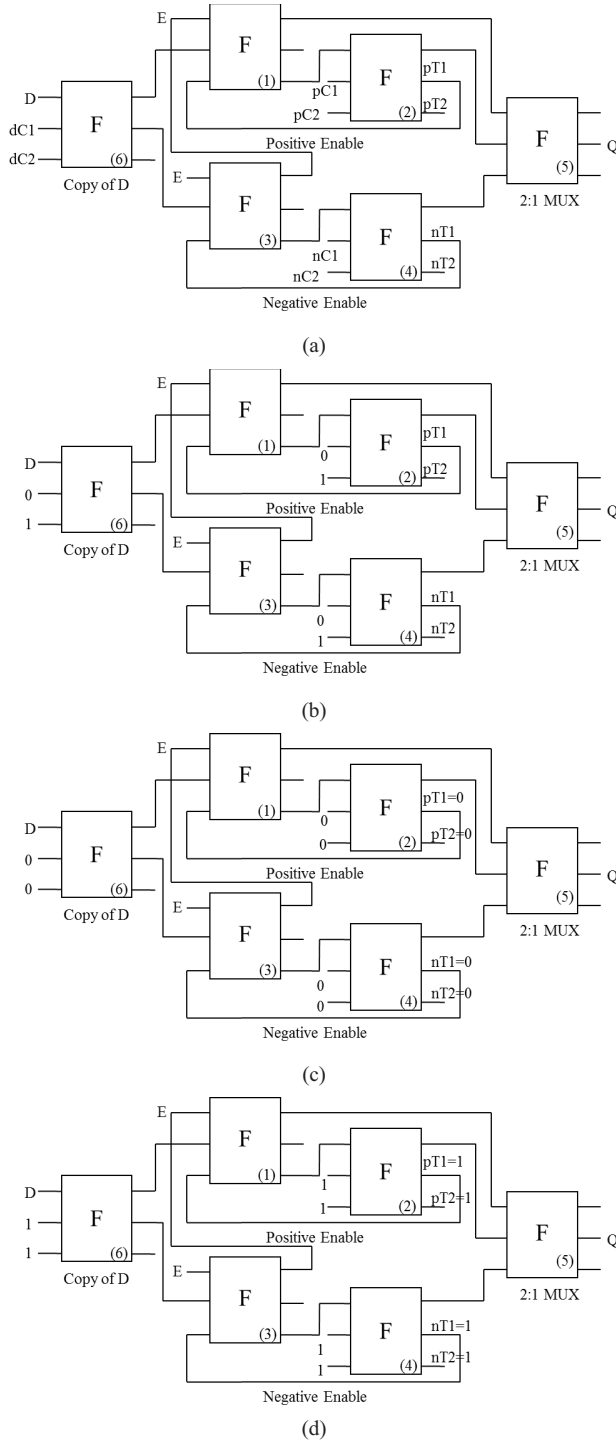 E
F
(1)
F
(2)
pC1
pC2
pT1
pT2
Positive Enable
D
dC1
dC2
F
(6)
Copy of D
F
(5)
Q
2:1 MUX
E
F
(3)
F
(4)
nC1
nC2
nT1
nT2
Negative Enable
(a)
E
F
(1)
F
(2)
0
1
pT1
pT2
Positive Enable
D
0
1
F
(6)
Copy of D
F
(5)
Q
2:1 MUX
E
F
(3)
F
(4)
0
1
nT1
nT2
Negative Enable
(b)
E
F
(1)
F
(2)
0
0
pT1=0
pT2=0
Positive Enable
D
0
0
F
(6)
Copy of D
F
(5)
Q
2:1 MUX
E
F
(3)
F
(4)
0
0
nT1=0
nT2=0
Negative Enable
(c)
E
F
(1)
F
(2)
1
1
pT1=1
pT2=1
Positive Enable
D
1
1
F
(6)
Copy of D
F
(5)
Q
2:1 MUX
E
F
(3)
F
(4)
1
1
nT1=1
nT2=1
Negative Enable
(d)